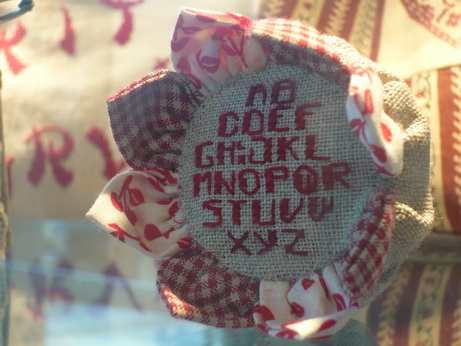 AB
CDEF
GHIJKL
MNOPQR
STUVW
XYZ